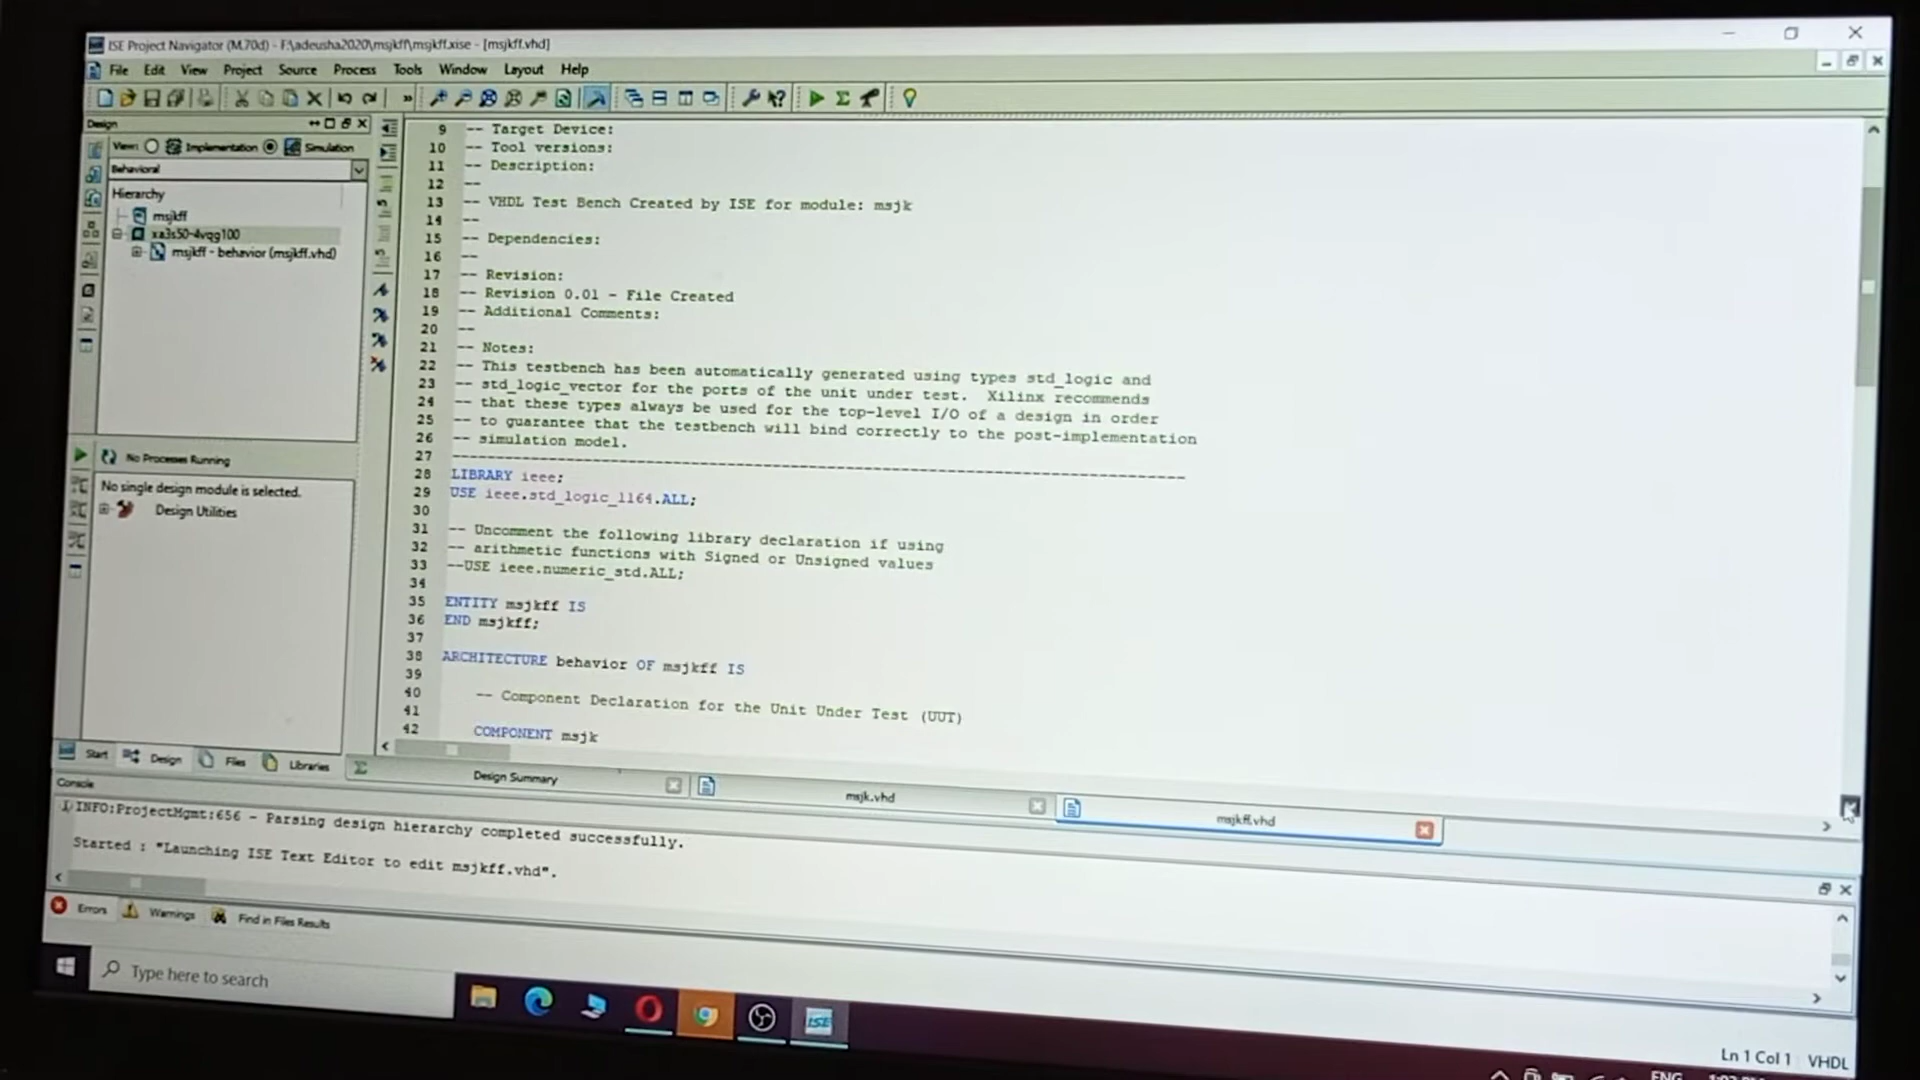 ISE Project Navigator (M.70d) - F:\adeusha2020\msjkff\msjkff.xise - [msjkff.vhd]
File Edit View Project Source Process Tools Window Layout Help
Design
View: Implementation Simulation
Behavioral
Hierarchy
msjkff
xa3s50-4vqg100
msjkff - behavior (msjkff.vhd)
No Processes Running
No single design module is selected.
Design Utilities
Start Design Files Libraries
9 -- Target Device:
10 -- Tool versions:
11 -- Description:
12 --
13 -- VHDL Test Bench Created by ISE for module: msjk
14 --
15 -- Dependencies:
16 --
17 -- Revision:
18 -- Revision 0.01 - File Created
19 -- Additional Comments:
20 --
21 -- Notes:
22 -- This testbench has been automatically generated using types std_logic and
23 -- std_logic_vector for the ports of the unit under test.  Xilinx recommends
24 -- that these types always be used for the top-level I/O of a design in order
25 -- to guarantee that the testbench will bind correctly to the post-implementation
26 -- simulation model.
27 --------------------------------------------------------------------------------
28 LIBRARY ieee;
29 USE ieee.std_logic_1164.ALL;
30
31 -- Uncomment the following library declaration if using
32 -- arithmetic functions with Signed or Unsigned values
33 --USE ieee.numeric_std.ALL;
34
35 ENTITY msjkff IS
36 END msjkff;
37
38 ARCHITECTURE behavior OF msjkff IS
39
40 -- Component Declaration for the Unit Under Test (UUT)
41
42 COMPONENT msjk
Design Summary msjk.vhd msjkff.vhd
Console
INFO:ProjectMgmt:656 - Parsing design hierarchy completed successfully.
Started : "Launching ISE Text Editor to edit msjkff.vhd".
Errors Warnings Find in Files Results
Ln 1 Col 1 VHDL
Type here to search
ISE
ENG